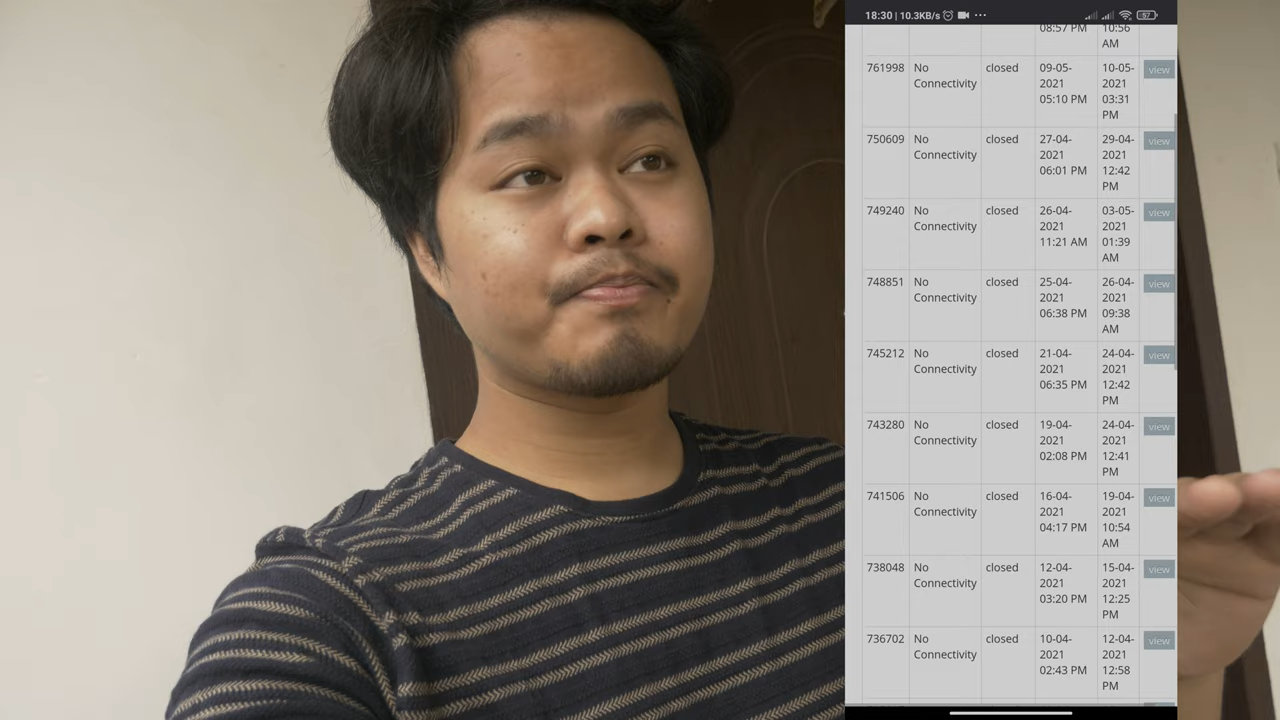 18:30 | 10.3KB/s ... 57
08:57 PM 10:56
AM
761998 No closed 09-05- 10-05- view
Connectivity 2021 2021
05:10 PM 03:31
PM
750609 No closed 27-04- 29-04- view
Connectivity 2021 2021
06:01 PM 12:42
PM
749240 No closed 26-04- 03-05- view
Connectivity 2021 2021
11:21 AM 01:39
AM
748851 No closed 25-04- 26-04- view
Connectivity 2021 2021
06:38 PM 09:38
AM
745212 No closed 21-04- 24-04- view
Connectivity 2021 2021
06:35 PM 12:42
PM
743280 No closed 19-04- 24-04- view
Connectivity 2021 2021
02:08 PM 12:41
PM
741506 No closed 16-04- 19-04- view
Connectivity 2021 2021
04:17 PM 10:54
AM
738048 No closed 12-04- 15-04- view
Connectivity 2021 2021
03:20 PM 12:25
PM
736702 No closed 10-04- 12-04- view
Connectivity 2021 2021
02:43 PM 12:58
PM